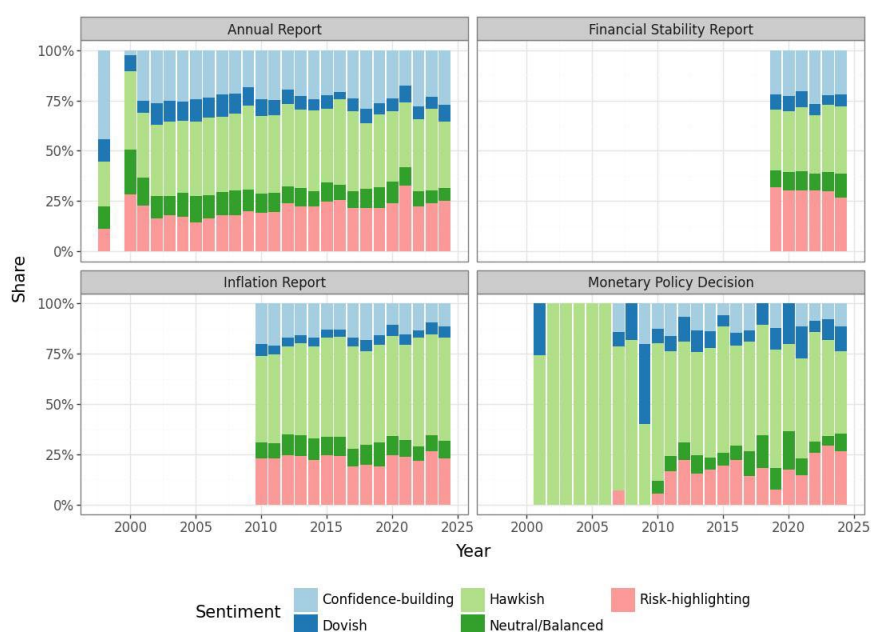 Annual Report
Financial Stability Report
100%
75%
50%
25%
0%
Share
Inflation Report
Monetary Policy Decision
100%
75%
50%
25%
0%
2000 2005 2010 2015 2020 2025
2000 2005 2010 2015 2020 2025
Year
Sentiment
Confidence-building Hawkish Risk-highlighting
Dovish Neutral/Balanced